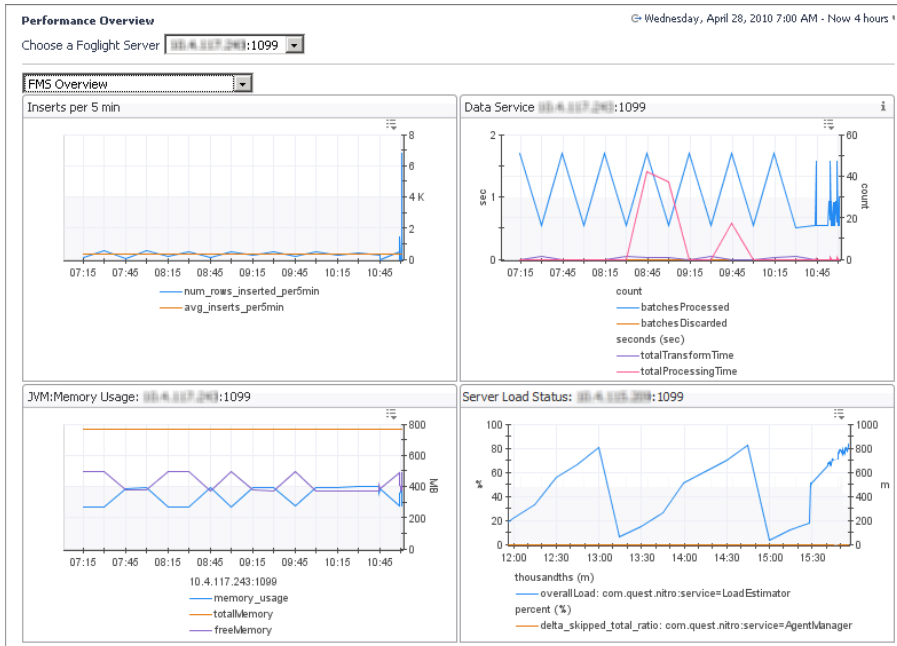 Performance Overview
Wednesday, April 28, 2010 7:00 AM - Now 4 hours
Choose a Foglight Server :1099
FMS Overview
Inserts per 5 min
8
6
4 K
2
0
07:15 07:45 08:15 08:45 09:15 09:45 10:15 10:45
num_rows_inserted_per5min
avg_inserts_per5min
Data Service :1099
i
2
1
0
sec
60
40
20
0
count
07:15 07:45 08:15 08:45 09:15 09:45 10:15 10:45
count
batchesProcessed
batchesDiscarded
seconds (sec)
totalTransformTime
totalProcessingTime
JVM:Memory Usage: :1099
800
600
400
200
0
MB
07:15 07:45 08:15 08:45 09:15 09:45 10:15 10:45
10.4.117.243:1099
memory_usage
totalMemory
freeMemory
Server Load Status: :1099
100
80
60
40
20
0
%
1000
800
600
400
200
0
m
12:00 12:30 13:00 13:30 14:00 14:30 15:00 15:30
thousandths (m)
overallLoad: com.quest.nitro:service=LoadEstimator
percent (%)
delta_skipped_total_ratio: com.quest.nitro:service=AgentManager